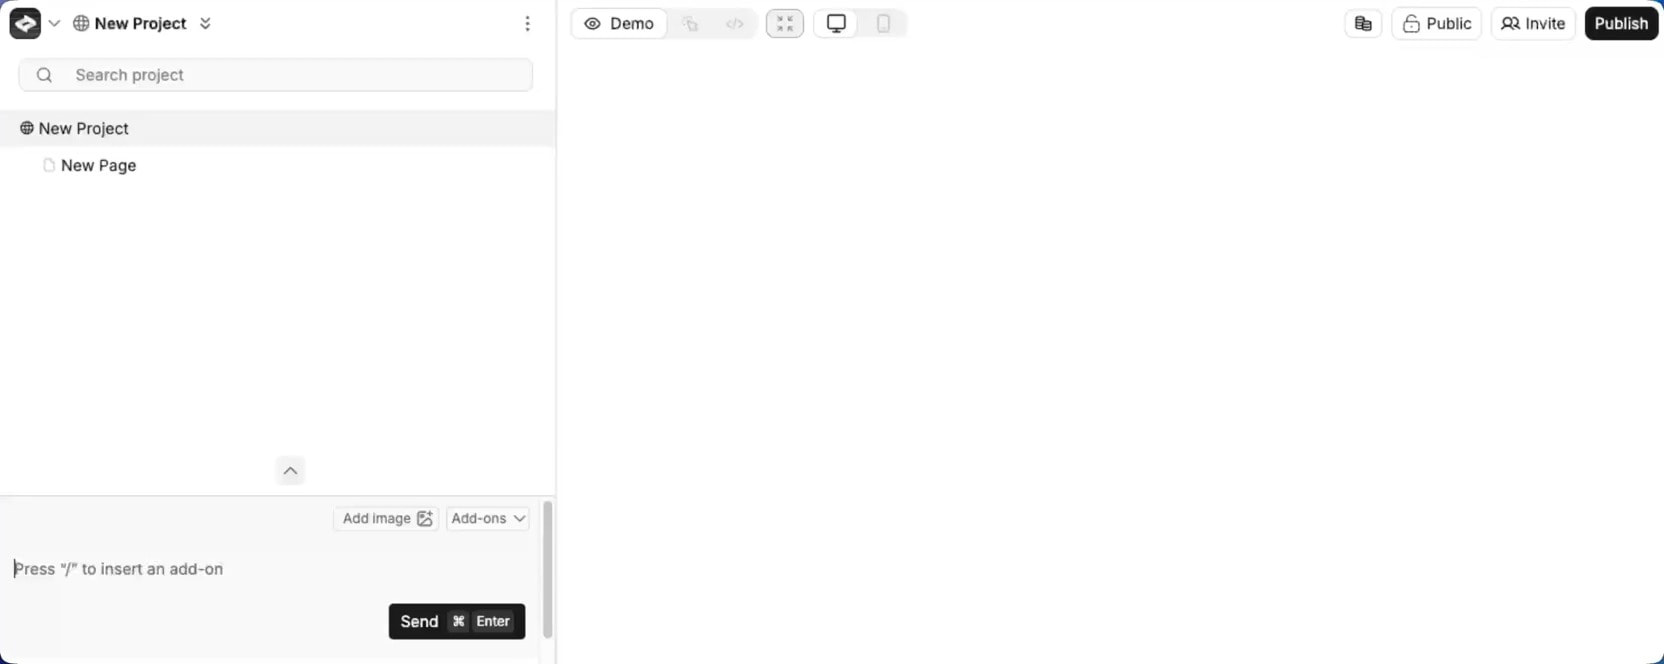 New Project
Demo
</>
Public
Invite
Publish
Search project
New Project
New Page
Add image
Add-ons
Press “/” to insert an add-on
Send ⌘ Enter